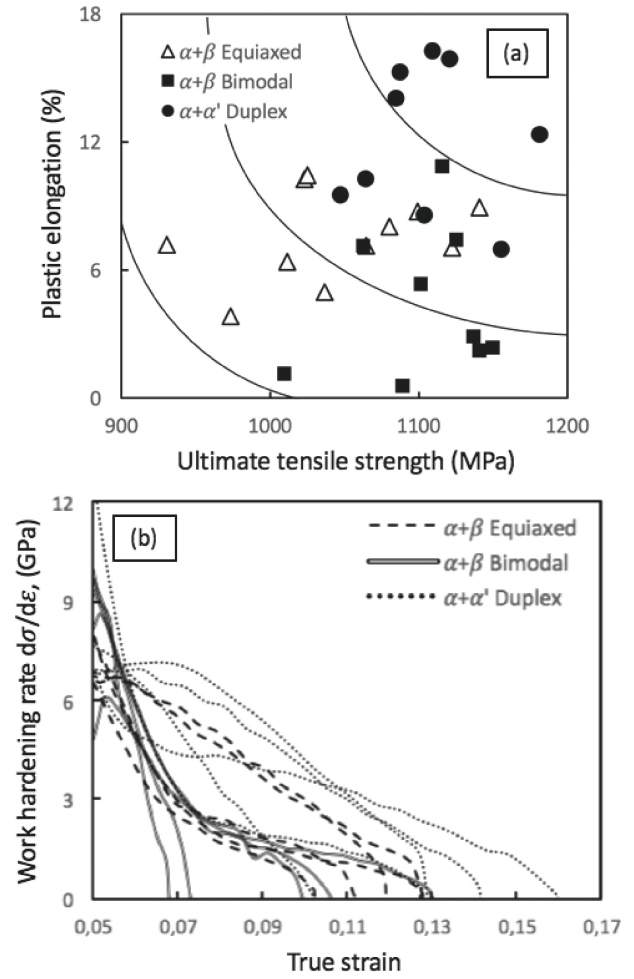 18
12
6
0
900
1000
1100
1200
Plastic elongation (%)
Ultimate tensile strength (MPa)
(a)
α+β Equiaxed
α+β Bimodal
α+α' Duplex
12
9
6
3
0
0,05
0,07
0,09
0,11
0,13
0,15
0,17
Work hardening rate dσ/dε, (GPa)
True strain
(b)
α+β Equiaxed
α+β Bimodal
α+α' Duplex